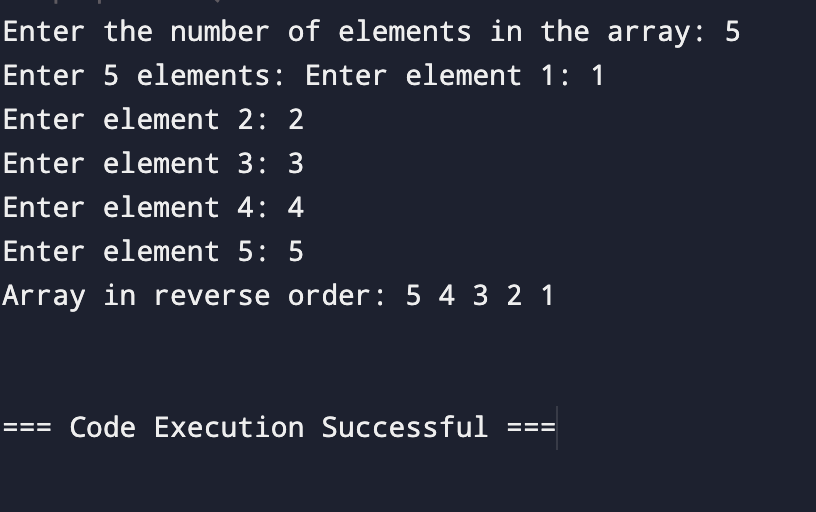 Enter the number of elements in the array: 5
Enter 5 elements: Enter element 1: 1
Enter element 2: 2
Enter element 3: 3
Enter element 4: 4
Enter element 5: 5
Array in reverse order: 5 4 3 2 1
=== Code Execution Successful ===